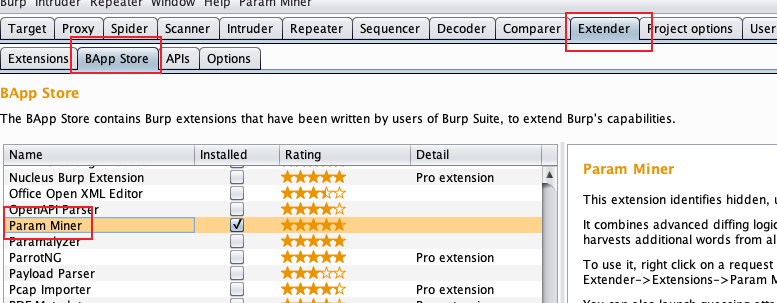 Burp Intruder Repeater Window Help Param Miner
Target Proxy Spider Scanner Intruder Repeater Sequencer Decoder Comparer Extender Project options User
Extensions BApp Store APIs Options
BApp Store
The BApp Store contains Burp extensions that have been written by users of Burp Suite, to extend Burp's capabilities.
Name Installed Rating Detail
Nucleus Burp Extension Pro extension
Office Open XML Editor
OpenAPI Parser
Param Miner
Paramalyzer
ParrotNG Pro extension
Payload Parser
Pcap Importer Pro extension
Param Miner
This extension identifies hidden, u
It combines advanced diffing logic
harvests additional words from al
To use it, right click on a request
Extender->Extensions->Param M